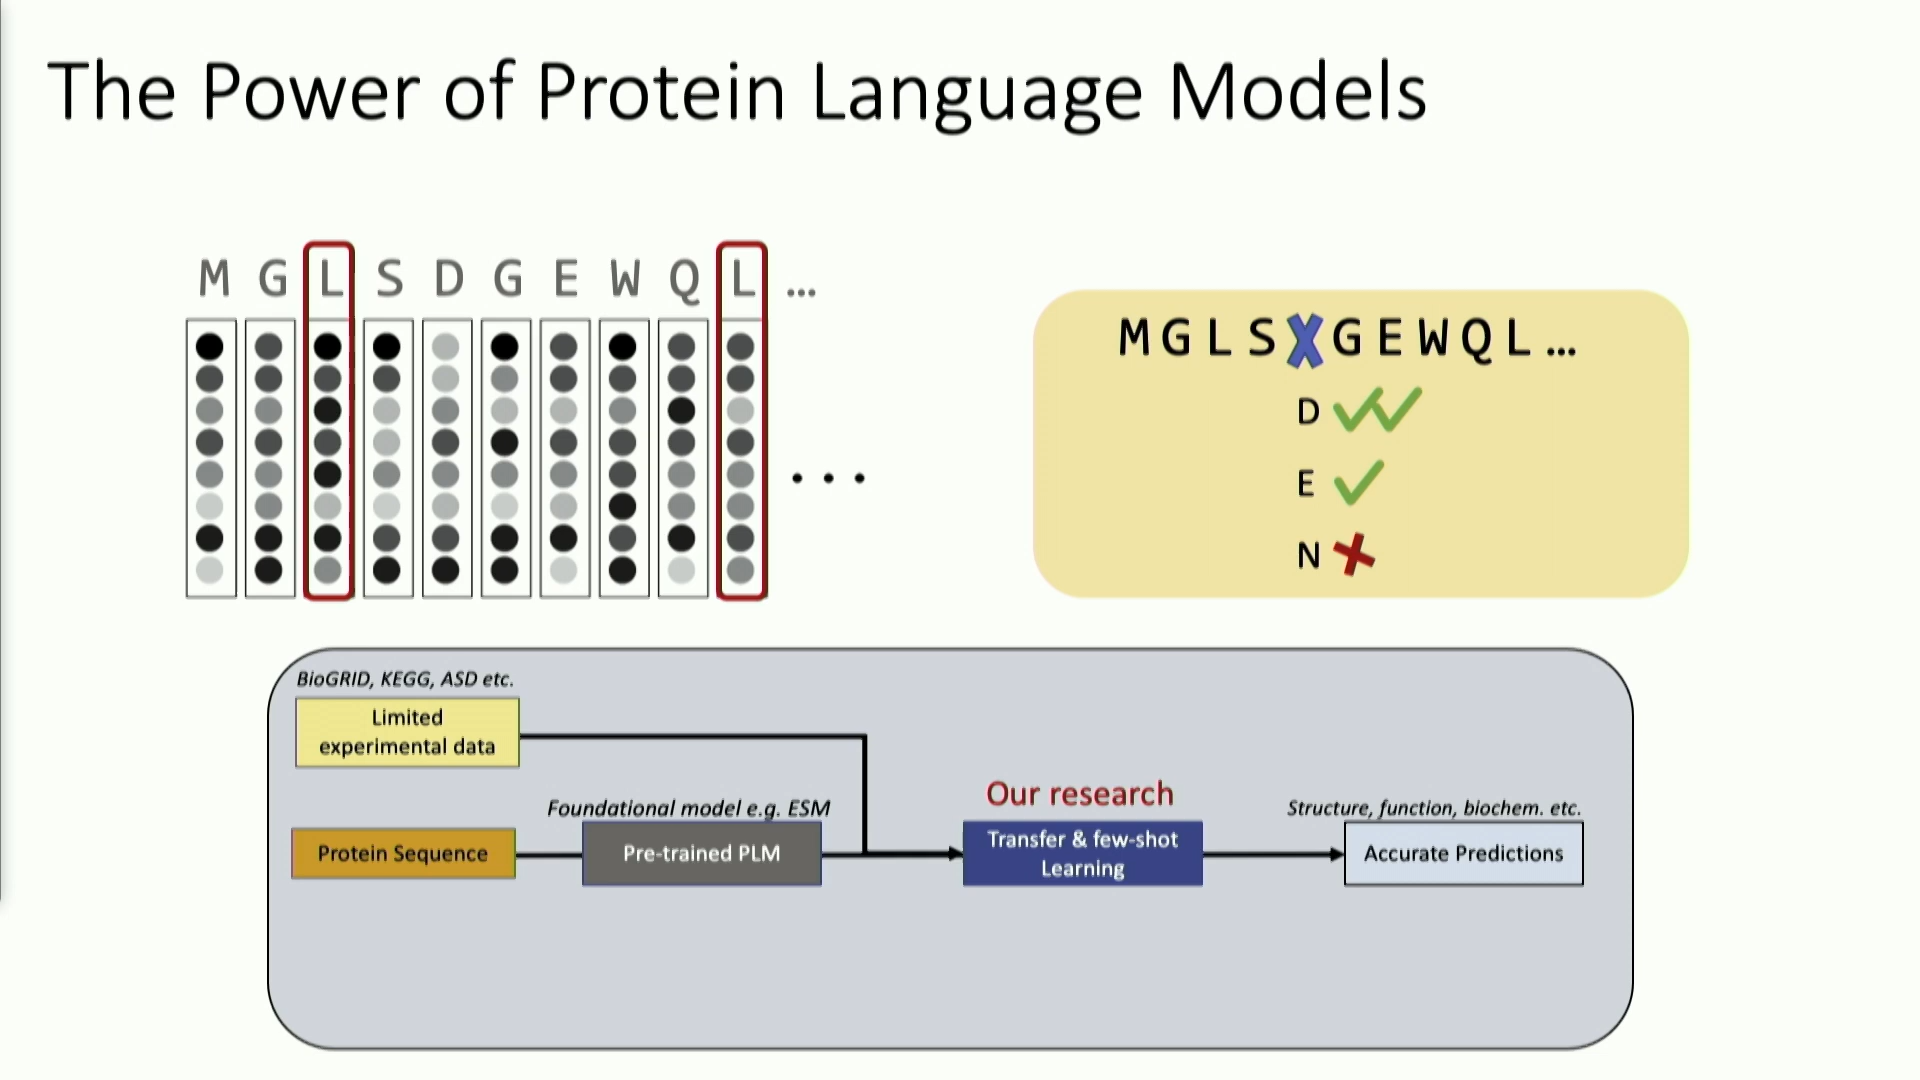 The Power of Protein Language Models
M G L S D G E W Q L ...
...
M G L S X G E W Q L ...
D
E
N
BioGRID, KEGG, ASD etc.
Limited
experimental data
Our research
Foundational model e.g. ESM
Structure, function, biochem. etc.
Protein Sequence
Pre-trained PLM
Transfer & few-shot
Learning
Accurate Predictions